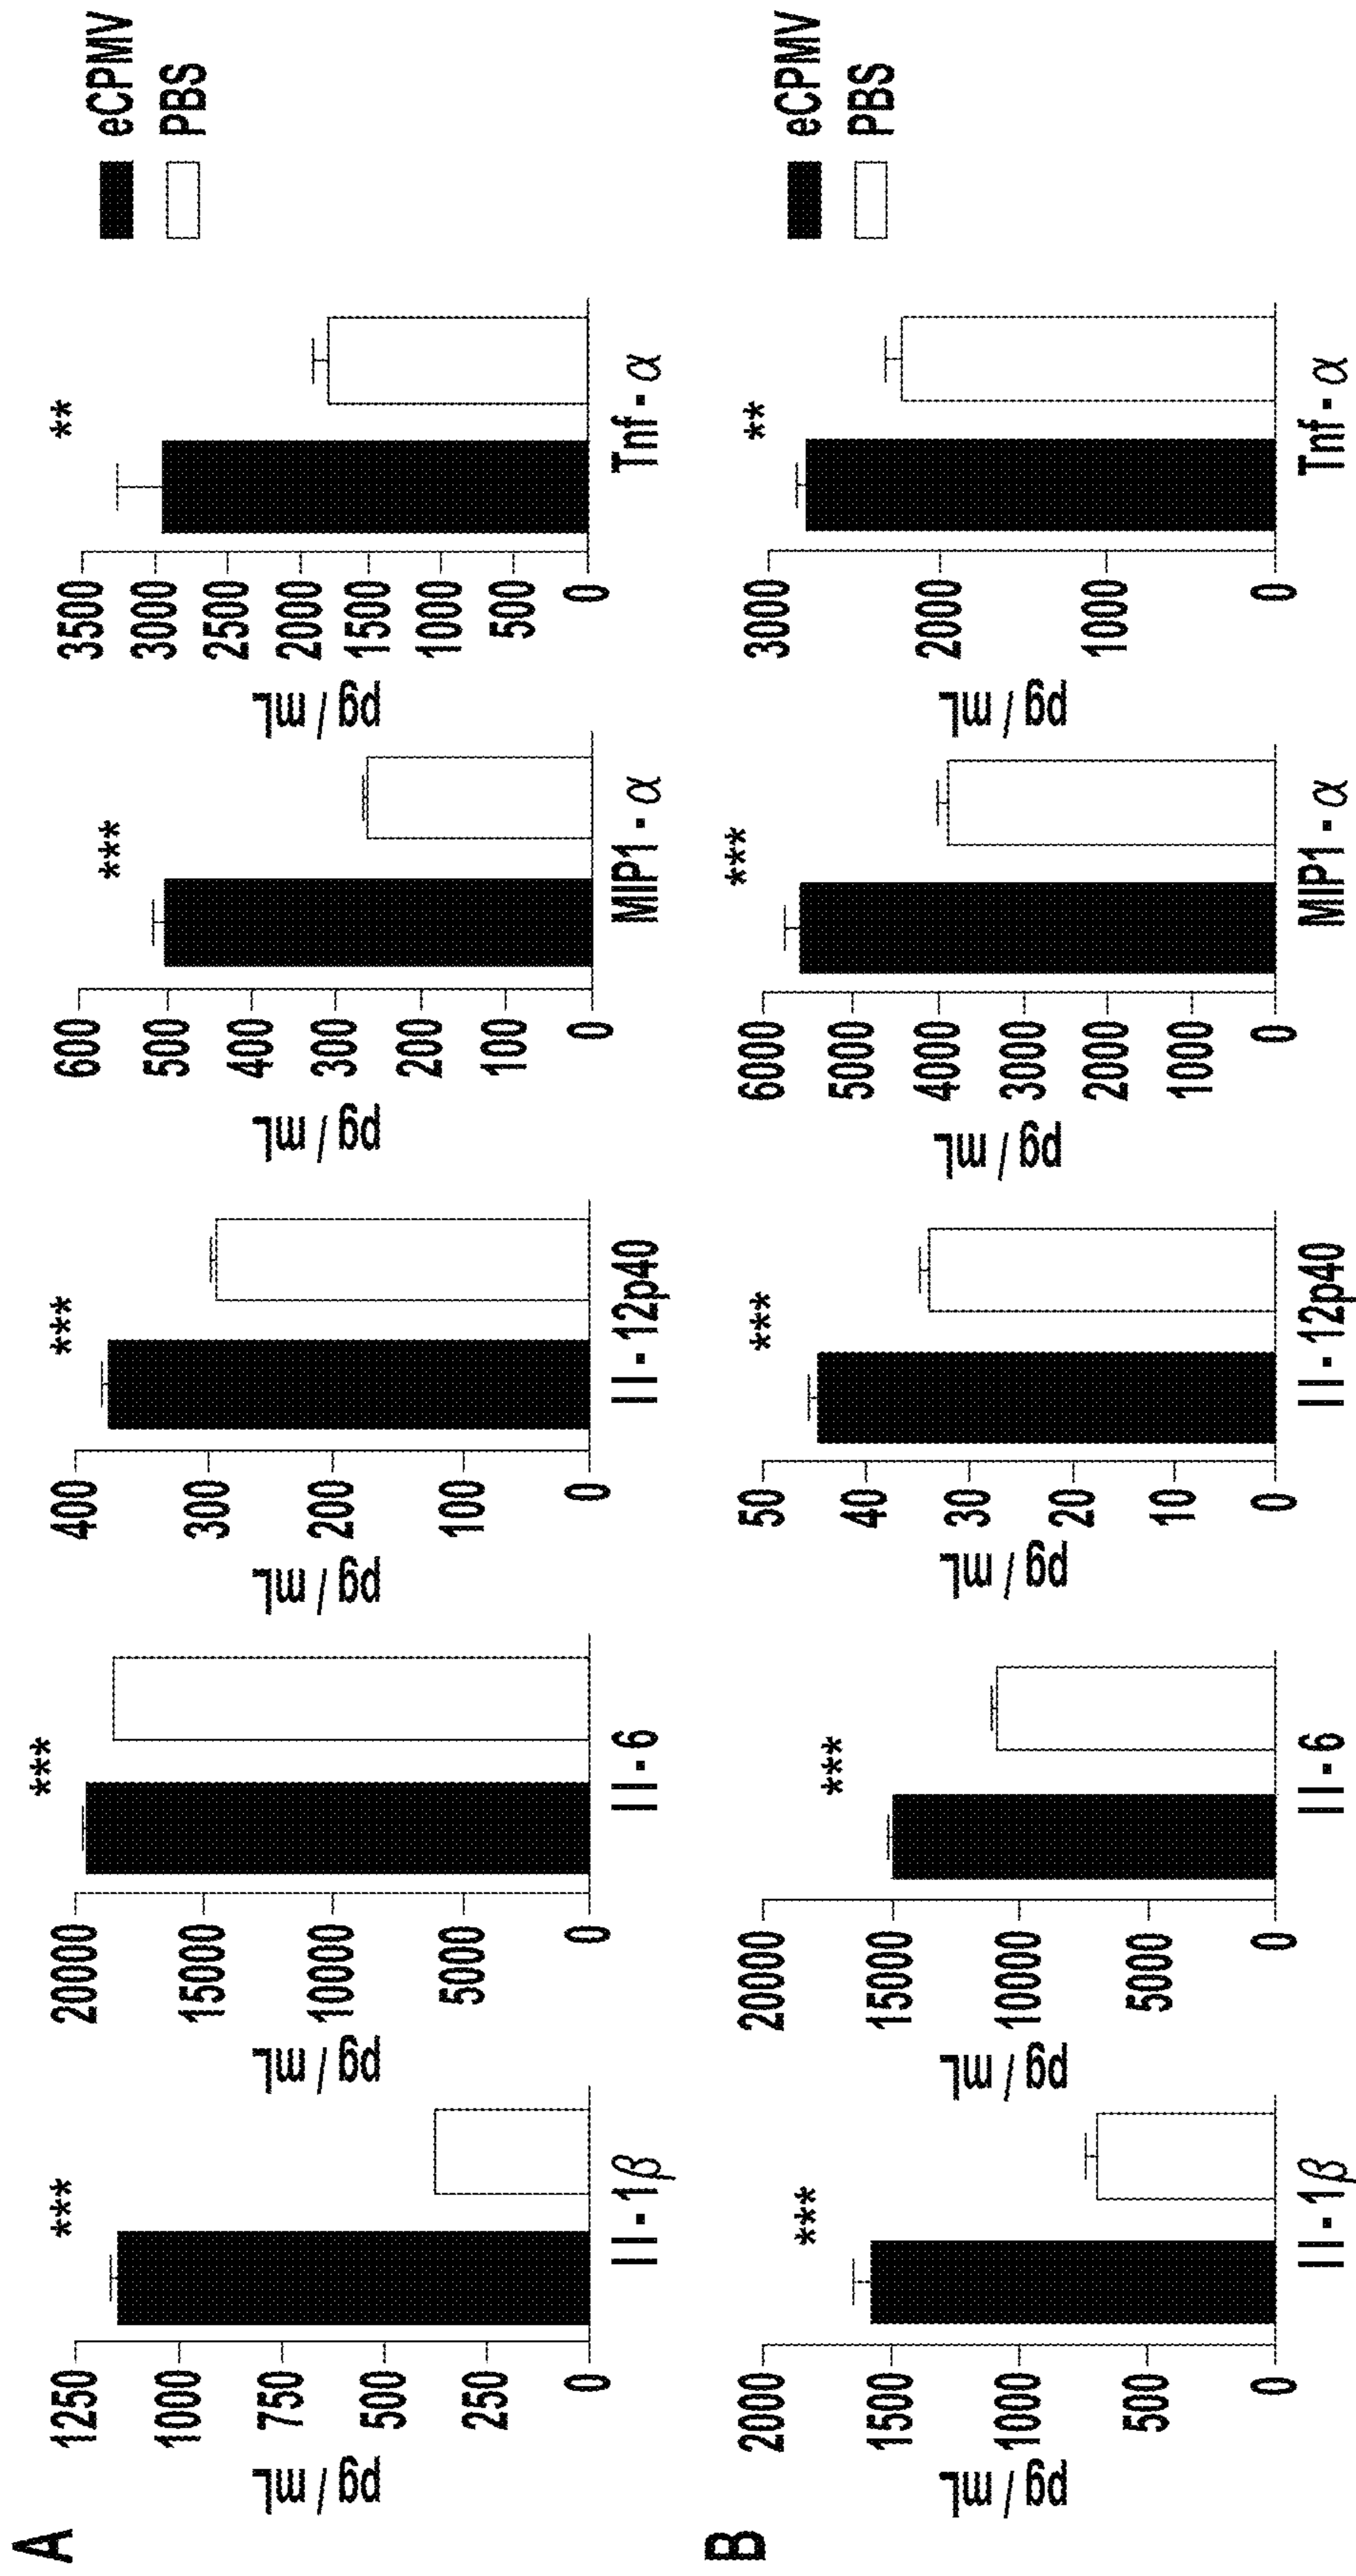 A
pg / mL
1250
1000
750
500
250
0
***
Il - 1β
pg / mL
20000
15000
10000
5000
0
***
Il - 6
pg / mL
400
300
200
100
0
***
Il - 12p40
pg / mL
600
500
400
300
200
100
0
***
MIP1 - α
pg / mL
3500
3000
2500
2000
1500
1000
500
0
**
Tnf - α
eCPMV
PBS
B
pg / mL
2000
1500
1000
500
0
***
Il - 1β
pg / mL
20000
15000
10000
5000
0
***
Il - 6
pg / mL
50
40
30
20
10
0
***
Il - 12p40
pg / mL
6000
5000
4000
3000
2000
1000
0
***
MIP1 - α
pg / mL
3000
2000
1000
0
**
Tnf - α
eCPMV
PBS